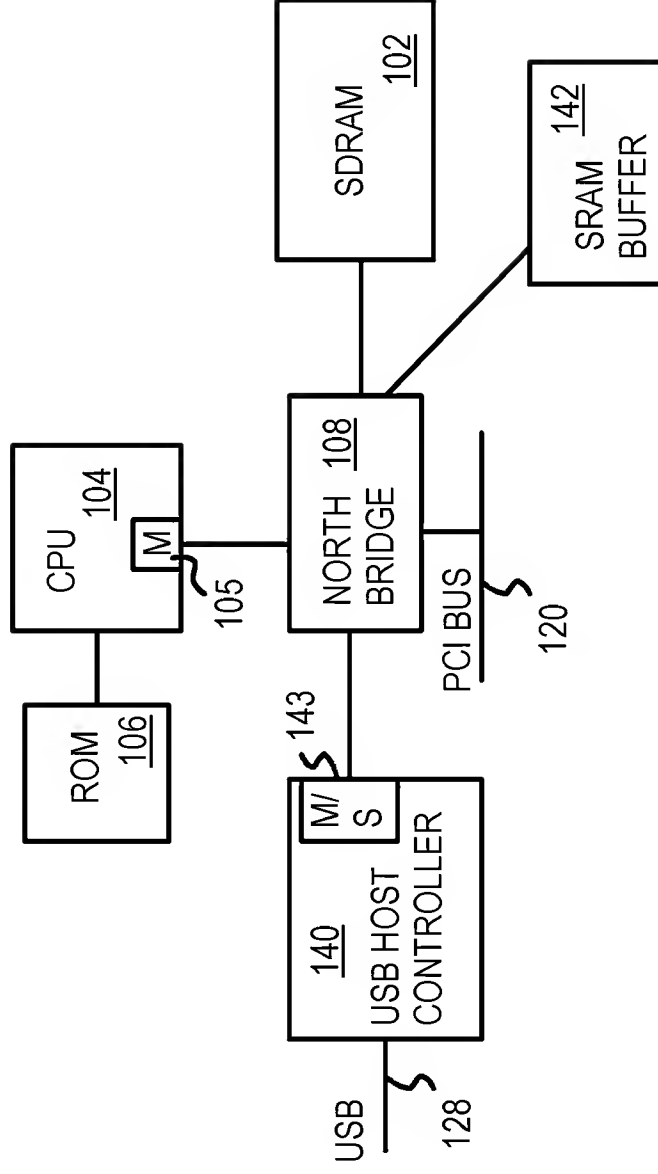 ROM
106
CPU
104
M
105
USB
128
140
USB HOST
CONTROLLER
M/
S
143
NORTH
BRIDGE
108
PCI BUS
120
SDRAM
102
142
SRAM
BUFFER